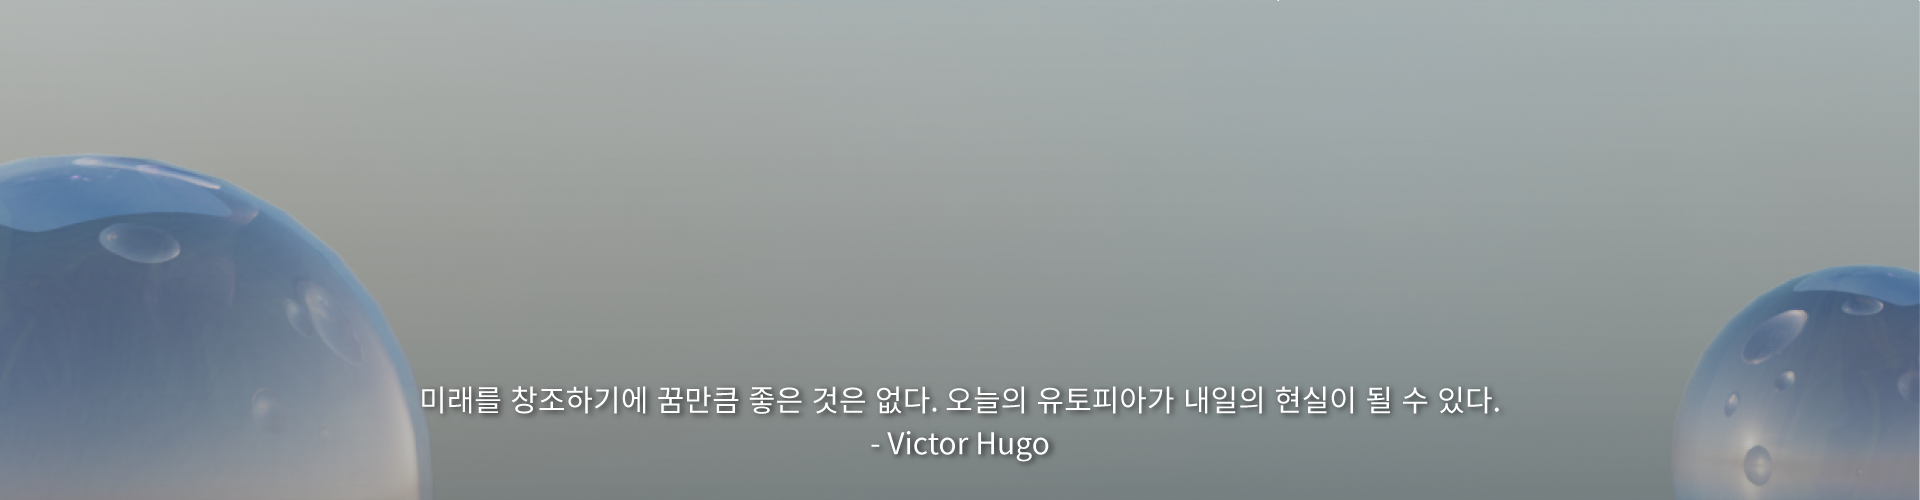 미래를 창조하기에 꿈만큼 좋은 것은 없다. 오늘의 유토피아가 내일의 현실이 될 수 있다.
- Victor Hugo